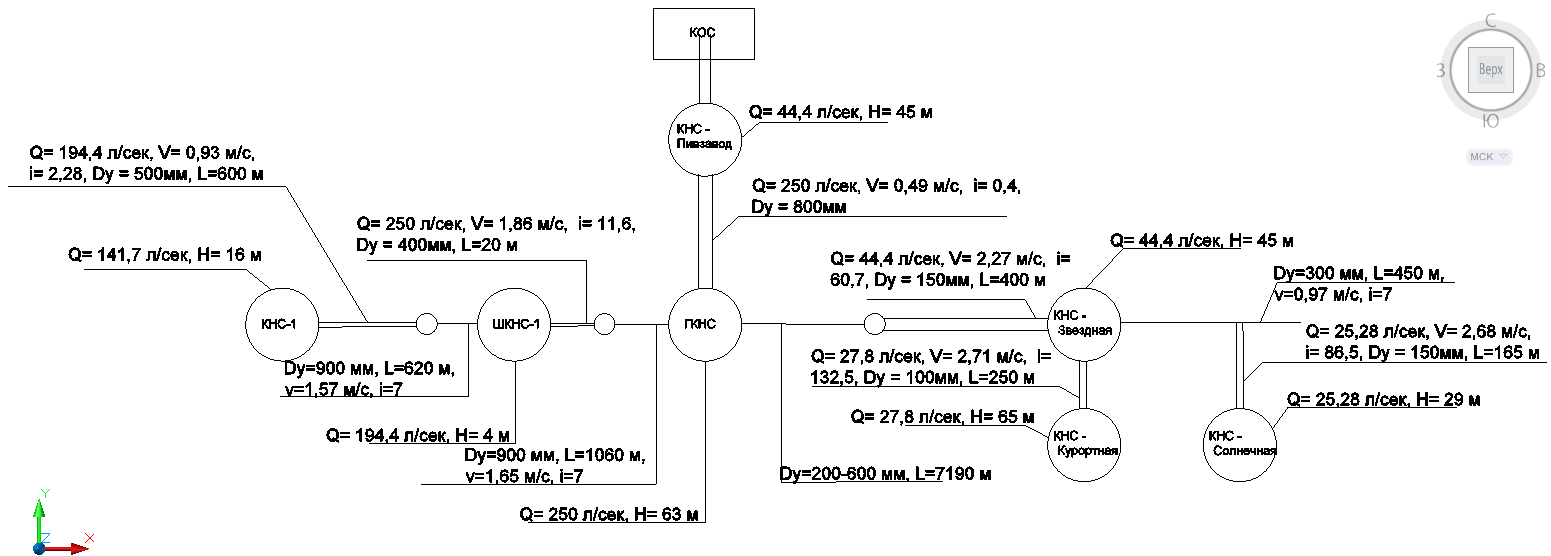 КОС
С
З
Верх
В
Ю
МСК
КНС -
Пивзавод
Q= 44,4 л/сек, H= 45 м
Q= 194,4 л/сек, V= 0,93 м/с,
i= 2,28, Dy = 500мм, L=600 м
Q= 250 л/сек, V= 0,49 м/с, i= 0,4,
Dy = 800мм
Q= 250 л/сек, V= 1,86 м/с, i= 11,6,
Dy = 400мм, L=20 м
Q= 141,7 л/сек, H= 16 м
Q= 44,4 л/сек, V= 2,27 м/с, i=
60,7, Dy = 150мм, L=400 м
Q= 44,4 л/сек, H= 45 м
Dy=300 мм, L=450 м,
v=0,97 м/с, i=7
КНС-1
ШКНС-1
ПКНС
КНС -
Звездная
Q= 25,28 л/сек, V= 2,68 м/с,
i= 86,5, Dy = 150мм, L=165 м
Dy=900 мм, L=620 м,
v=1,57 м/с, i=7
Q= 27,8 л/сек, V= 2,71 м/с, i=
132,5, Dy = 100мм, L=250 м
Q= 25,28 л/сек, H= 29 м
Q= 27,8 л/сек, H= 65 м
КНС -
Курортная
КНС -
Солнечная
Q= 194,4 л/сек, H= 4 м
Dy=900 мм, L=1060 м,
v=1,65 м/с, i=7
Dy=200-600 мм, L=7190 м
Q= 250 л/сек, H= 63 м
Y
Z
X